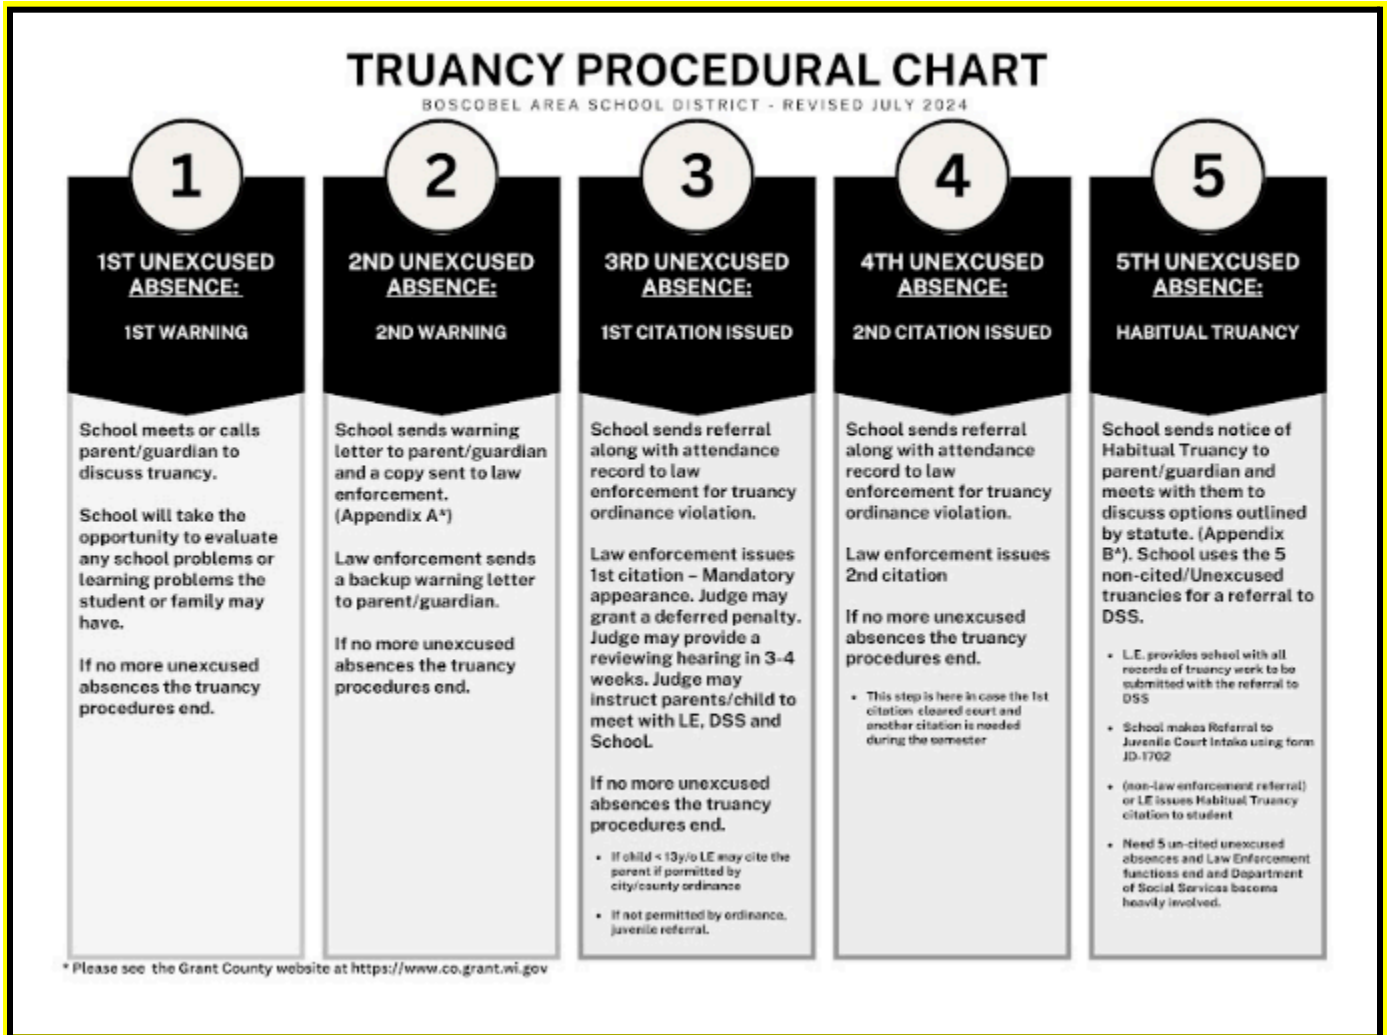 TRUANCY PROCEDURAL CHART
BOSCOBEL AREA SCHOOL DISTRICT - REVISED JULY 2024
1
1ST UNEXCUSED
ABSENCE:
1ST WARNING
School meets or calls
parent/guardian to
discuss truancy.
School will take the
opportunity to evaluate
any school problems or
learning problems the
student or family may
have.
If no more unexcused
absences the truancy
procedures end.
2
2ND UNEXCUSED
ABSENCE:
2ND WARNING
School sends warning
letter to parent/guardian
and a copy sent to law
enforcement.
(Appendix A*)
Law enforcement sends
a backup warning letter
to parent/guardian.
If no more unexcused
absences the truancy
procedures end.
3
3RD UNEXCUSED
ABSENCE:
1ST CITATION ISSUED
School sends referral
along with attendance
record to law
enforcement for truancy
ordinance violation.
Law enforcement issues
1st citation – Mandatory
appearance. Judge may
grant a deferred penalty.
Judge may provide a
reviewing hearing in 3-4
weeks. Judge may
instruct parents/child to
meet with LE, DSS and
School.
If no more unexcused
absences the truancy
procedures end.
• If child < 13y/o LE may cite the
parent if permitted by
city/county ordinance
• If not permitted by ordinance,
juvenile referral.
4
4TH UNEXCUSED
ABSENCE:
2ND CITATION ISSUED
School sends referral
along with attendance
record to law
enforcement for truancy
ordinance violation.
Law enforcement issues
2nd citation
If no more unexcused
absences the truancy
procedures end.
• This step is here in case the 1st
citation cleared court and
another citation is needed
during the semester
5
5TH UNEXCUSED
ABSENCE:
HABITUAL TRUANCY
School sends notice of
Habitual Truancy to
parent/guardian and
meets with them to
discuss options outlined
by statute. (Appendix
B*). School uses the 5
non-cited/Unexcused
truancies for a referral to
DSS.
• L.E. provides school with all
records of truancy work to be
submitted with the referral to
DSS
• School makes Referral to
Juvenile Court Intake using form
JD-1702
• (non-law enforcement referral)
or LE issues Habitual Truancy
citation to student
• Need 5 un-cited unexcused
absences and Law Enforcement
functions end and Department
of Social Services become
heavily involved.
* Please see the Grant County website at https://www.co.grant.wi.gov